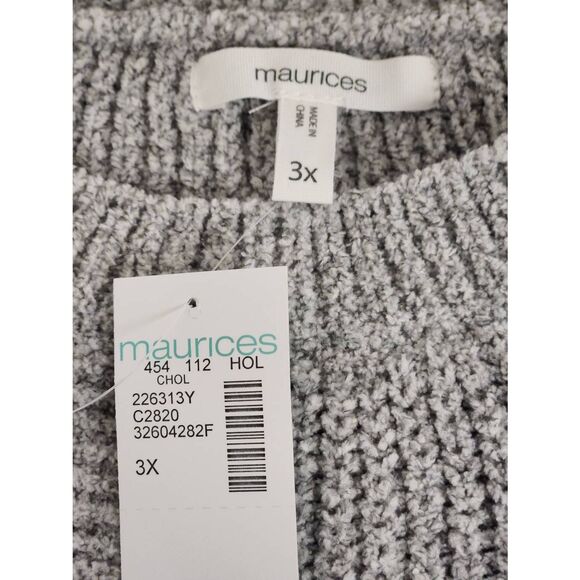 maurices
MADE IN
CHINA
3x
maurices
454 112 HOL
CHOL
226313Y
C2820
32604282F
3X